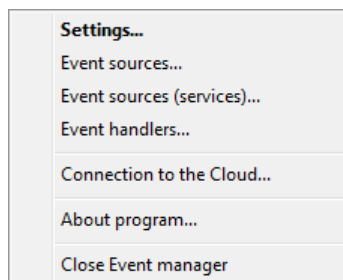 Settings...
Event sources...
Event sources (services)...
Event handlers...
Connection to the Cloud...
About program...
Close Event manager